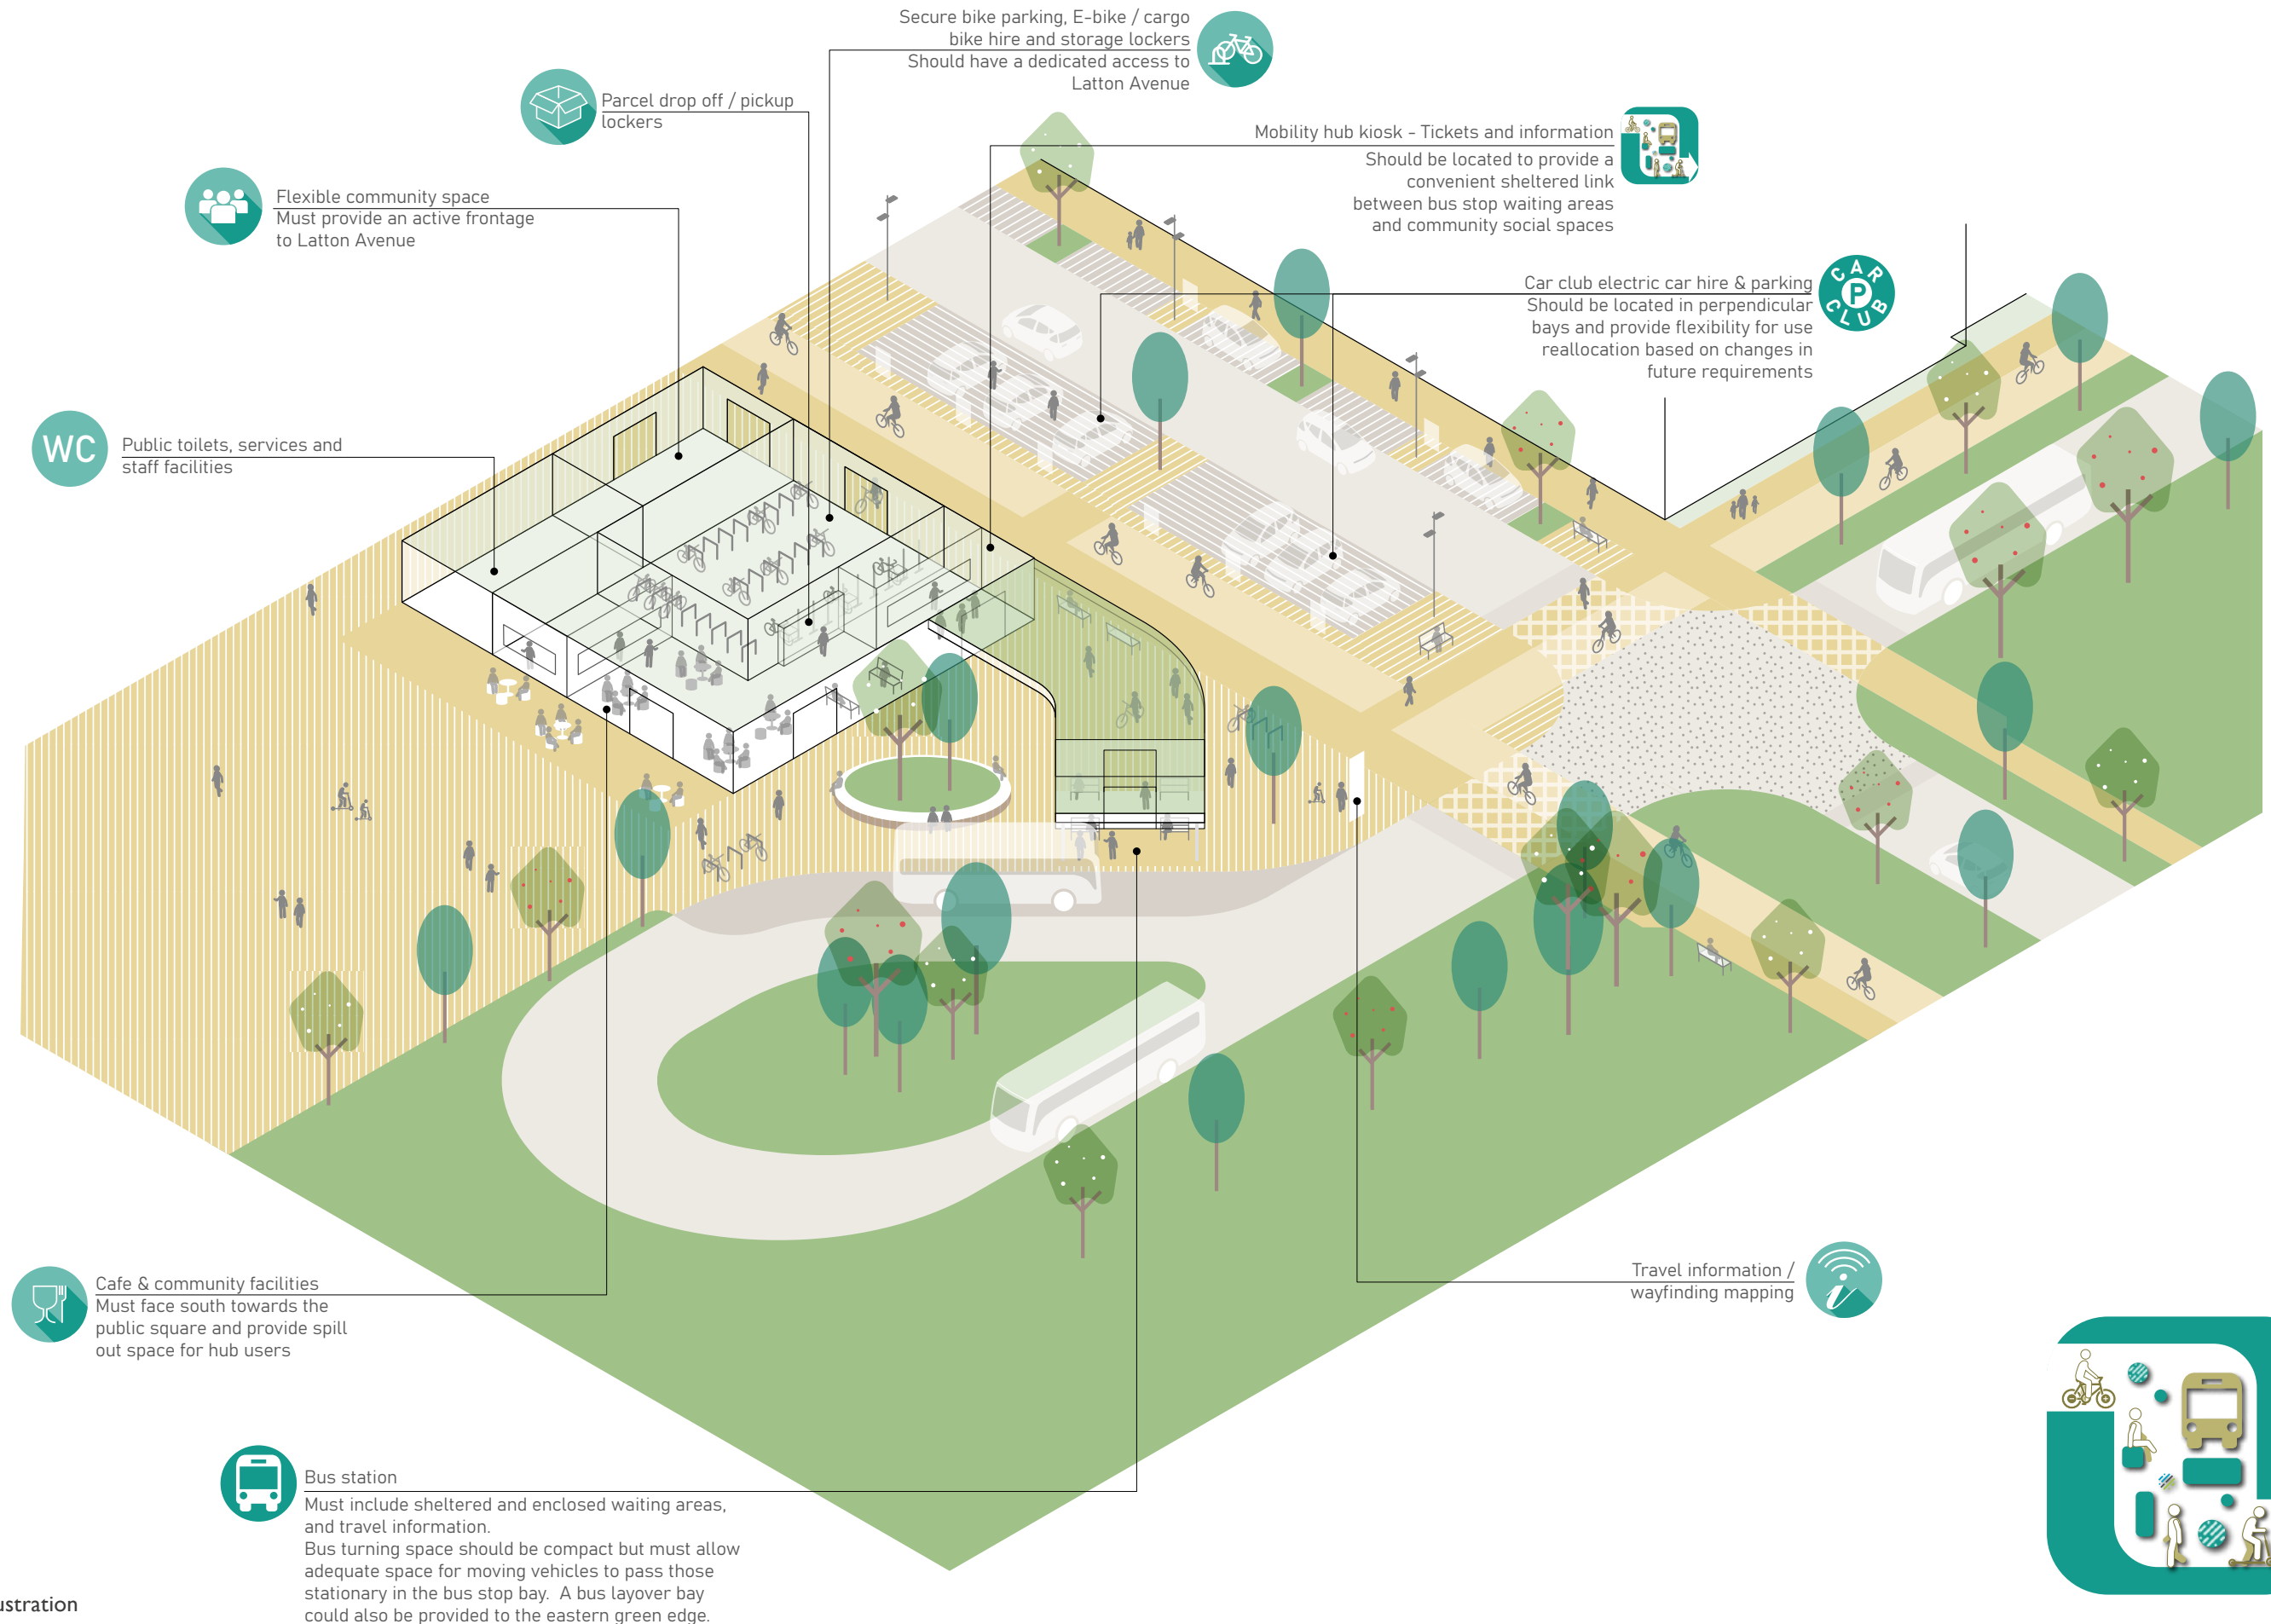 Secure bike parking, E-bike / cargo
bike hire and storage lockers
Should have a dedicated access to
Latton Avenue
Parcel drop off / pickup
lockers
Mobility hub kiosk - Tickets and information
Should be located to provide a
convenient sheltered link
between bus stop waiting areas
and community social spaces
Flexible community space
Must provide an active frontage
to Latton Avenue
Car club electric car hire & parking
Should be located in perpendicular
bays and provide flexibility for use
reallocation based on changes in
future requirements
CAR
P
CLUB
WC
Public toilets, services and
staff facilities
Travel information /
wayfinding mapping
i
Cafe & community facilities
Must face south towards the
public square and provide spill
out space for hub users
Bus station
Must include sheltered and enclosed waiting areas,
and travel information.
Bus turning space should be compact but must allow
adequate space for moving vehicles to pass those
stationary in the bus stop bay. A bus layover bay
could also be provided to the eastern green edge.